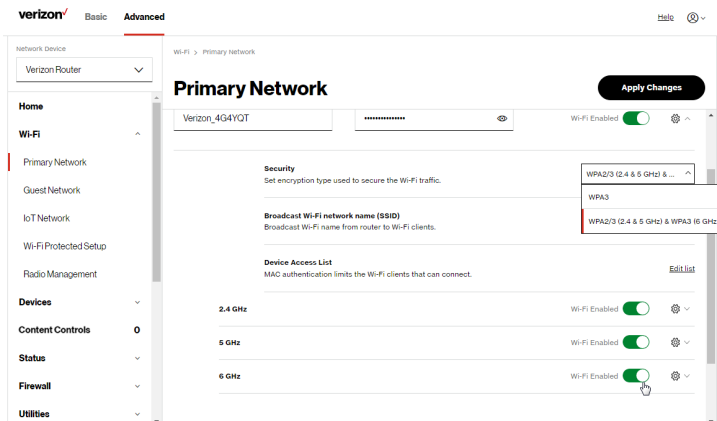 verizon✓ Basic Advanced Help
Network Device
Verizon Router
Wi-Fi > Primary Network
Primary Network
Apply Changes
Home
Wi-Fi
Primary Network
Guest Network
IoT Network
Wi-Fi Protected Setup
Radio Management
Devices
Content Controls 0
Status
Firewall
Utilities
Verizon_4G4YQT ••••••••••••••• Wi-Fi Enabled
Security
Set encryption type used to secure the Wi-Fi traffic.
WPA2/3 (2.4 & 5 GHz) & ...
WPA3
WPA2/3 (2.4 & 5 GHz) & WPA3 (6 GHz
Broadcast Wi-Fi network name (SSID)
Broadcast Wi-Fi name from router to Wi-Fi clients.
Device Access List
MAC authentication limits the Wi-Fi clients that can connect.
Edit list
2.4 GHz Wi-Fi Enabled
5 GHz Wi-Fi Enabled
6 GHz Wi-Fi Enabled